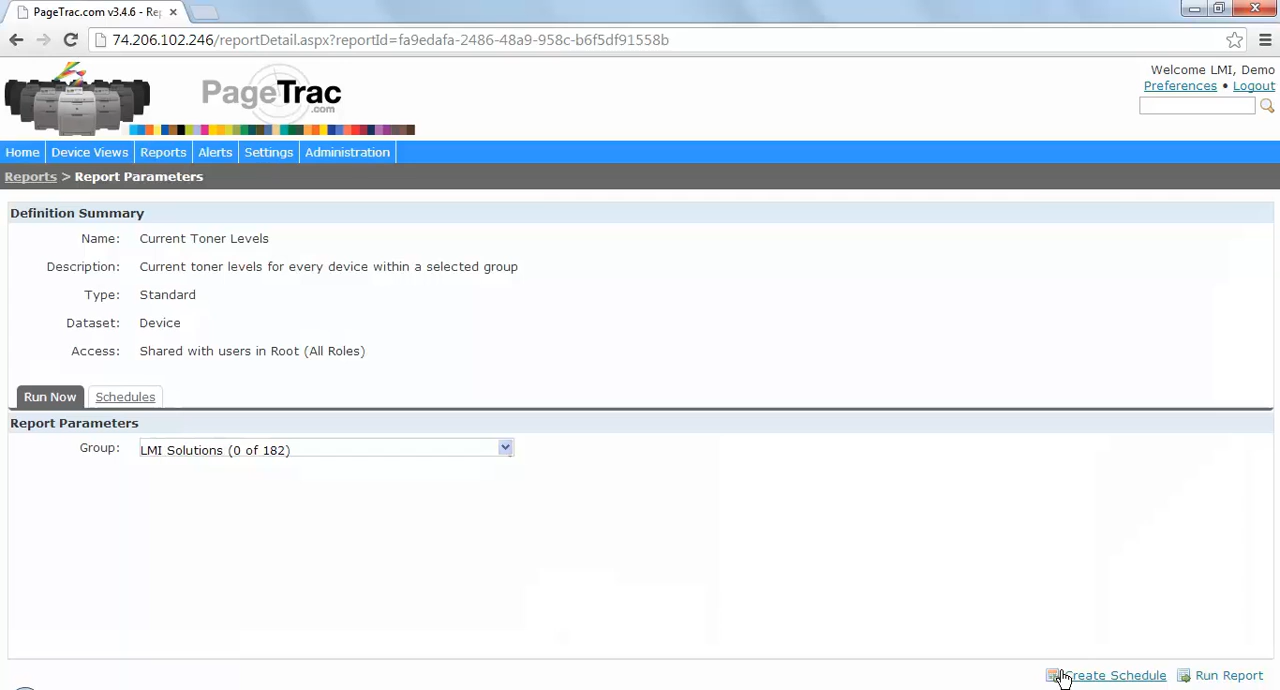 PageTrac.com v3.4.6 - Rep
74.206.102.246/reportDetail.aspx?reportId=fa9edafa-2486-48a9-958c-b6f5df91558b
Welcome LMI, Demo
Preferences • Logout
PageTrac
.com
Home Device Views Reports Alerts Settings Administration
Reports > Report Parameters
Definition Summary
Name: Current Toner Levels
Description: Current toner levels for every device within a selected group
Type: Standard
Dataset: Device
Access: Shared with users in Root (All Roles)
Run Now Schedules
Report Parameters
Group: LMI Solutions (0 of 182)
Create Schedule Run Report